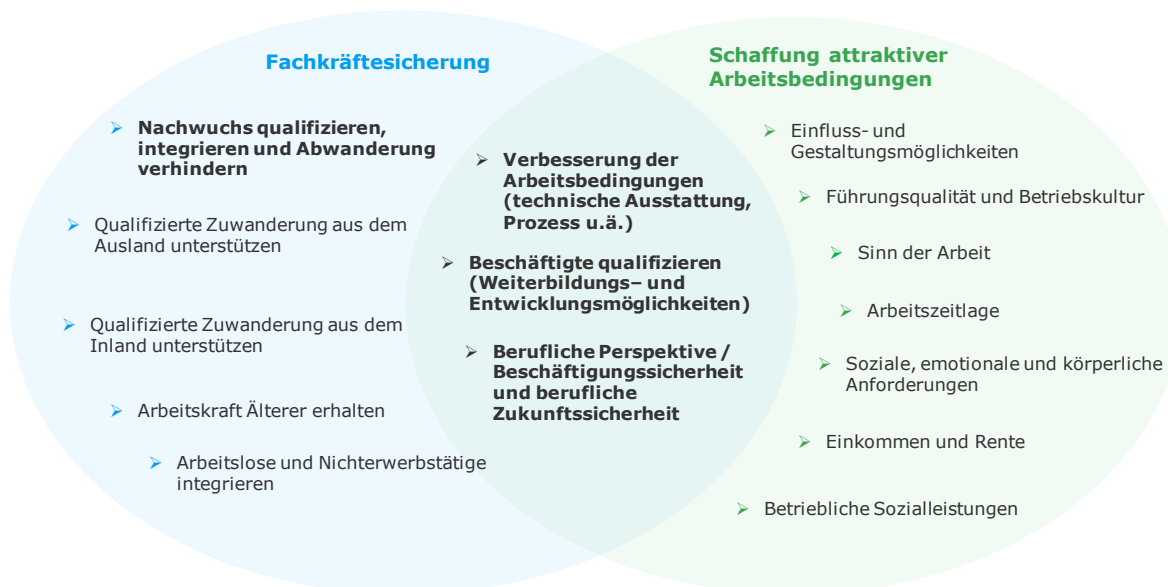 Fachkräftesicherung
➢ Nachwuchs qualifizieren,
integrieren und Abwanderung
verhindern
➢ Qualifizierte Zuwanderung aus dem
Ausland unterstützen
➢ Qualifizierte Zuwanderung aus dem
Inland unterstützen
➢ Arbeitskraft Älterer erhalten
➢ Arbeitslose und Nichterwerbstätige
integrieren
➢ Verbesserung der
Arbeitsbedingungen
(technische Ausstattung,
Prozess u.ä.)
➢ Beschäftigte qualifizieren
(Weiterbildungs– und
Entwicklungsmöglichkeiten)
➢ Berufliche Perspektive /
Beschäftigungssicherheit
und berufliche
Zukunftssicherheit
Schaffung attraktiver
Arbeitsbedingungen
➢ Einfluss- und
Gestaltungsmöglichkeiten
➢ Führungsqualität und Betriebskultur
➢ Sinn der Arbeit
➢ Arbeitszeitlage
➢ Soziale, emotionale und körperliche
Anforderungen
➢ Einkommen und Rente
➢ Betriebliche Sozialleistungen